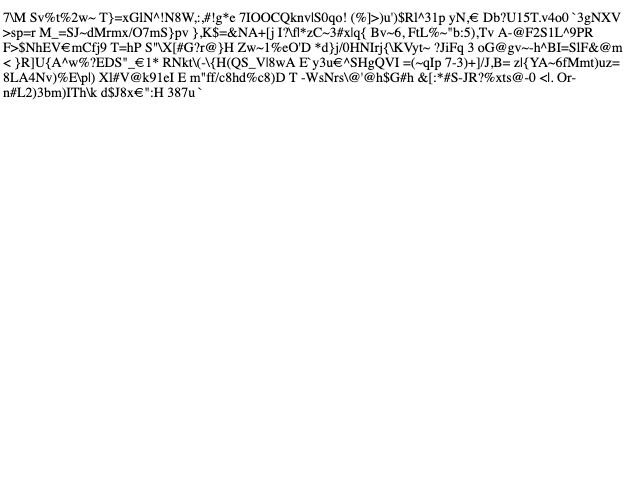 7\M Sv%t%2w~ T}=xGlN^!N8W,:,#!g*e 7IOOCQknv|S0qo! (%]>)u')$Rl^31p yN,€ Db?U15T.v4o0 `3gNXV
>sp=r M_=SJ~dMrmx/O7mS}pv },K$=&NA+[j I?\fl*zC~3#xlq{ Bv~6, FtL%~"b:5),Tv A-@F2S1L^9PR
F>$NhEV€mCfj9 T=hP S"\X[#G?r@}H Zw~1%eO'D *d}j/0HNIrj{\KVyt~ ?JiFq 3 oG@gv~-h^BI=SlF&@m
< }R]U{A^w%?EDS"_€1* RNkt\(-\{H(QS_V|8wA E`y3u€^SHgQVI =(~qIp 7-3)+]/J,B= z|{YA~6fMmt)uz=
8LA4Nv)%E\pl) Xl#V@k91eI E m"ff/c8hd%c8)D T -WsNrs\@'@h$G#h &[:*#S-JR?%xts@-0 <l. Or-
n#L2)3bm)ITh\k d$J8x€":H 387u`